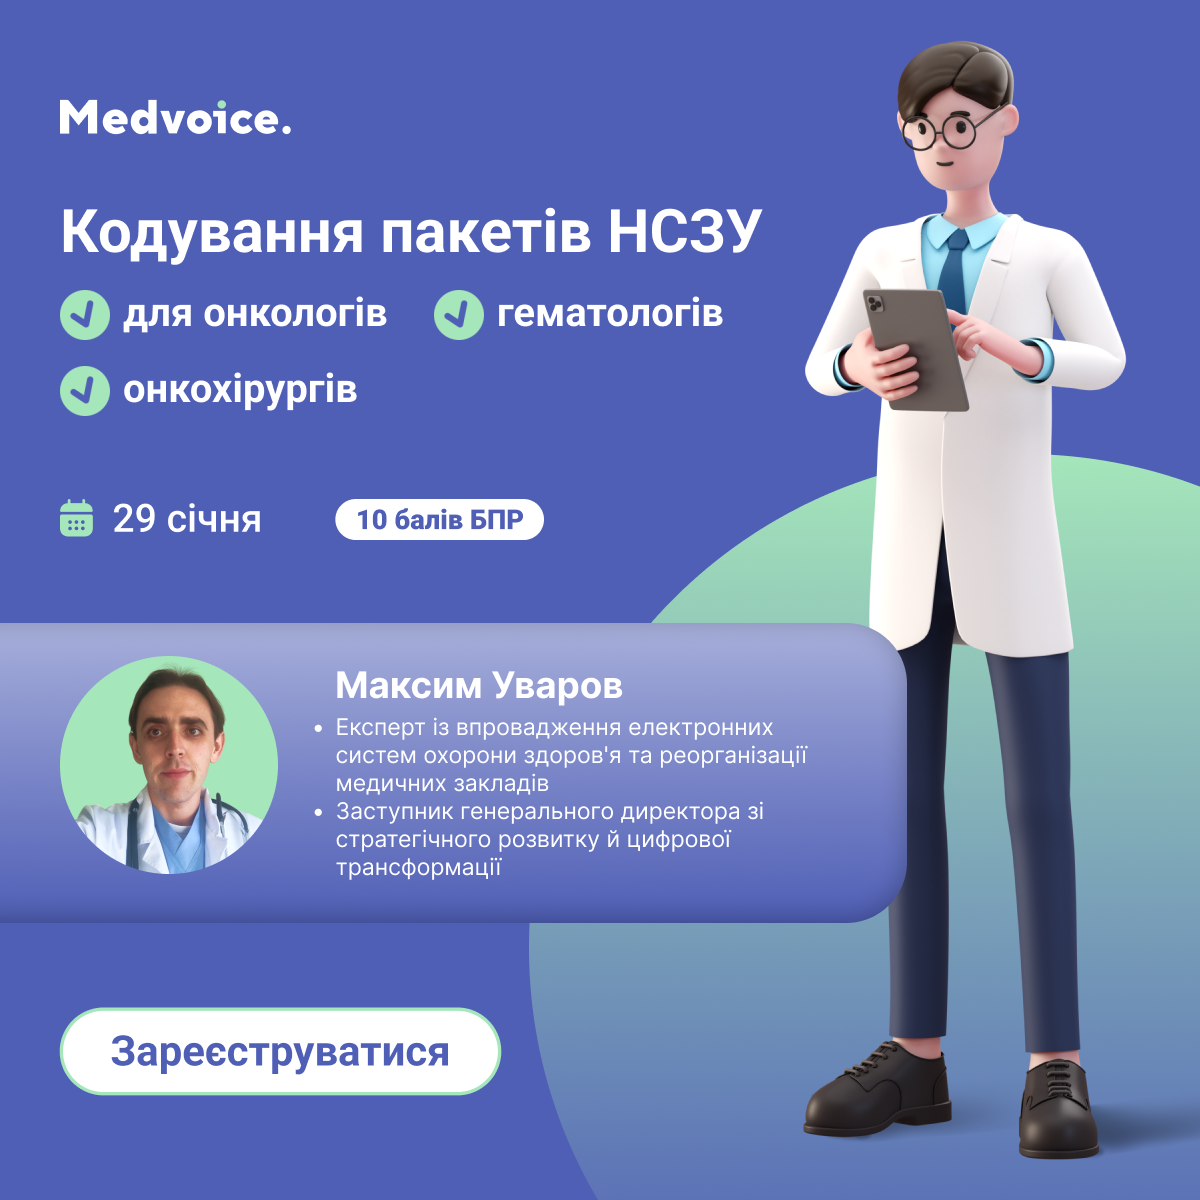 Medvoice.
Кодування пакетів НСЗУ
для онкологів
гематологів
онкохірургів
29 січня
10 балів БПР
Максим Уваров
• Експерт із впровадження електронних
систем охорони здоров'я та реорганізації
медичних закладів
• Заступник генерального директора зі
стратегічного розвитку й цифрової
трансформації
Зареєструватися